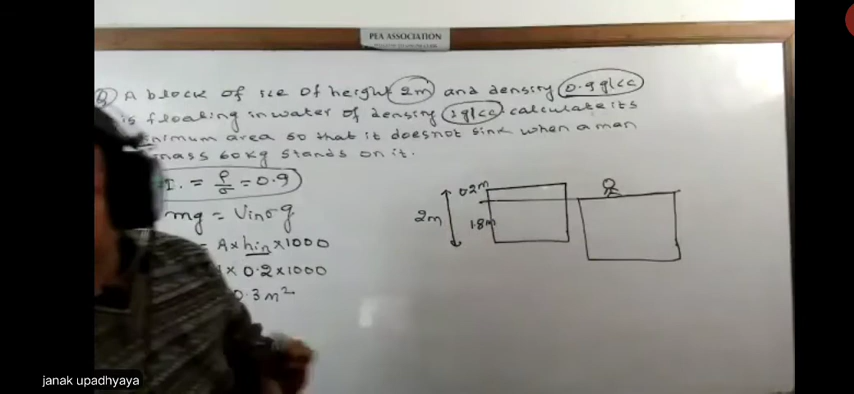 PEA ASSOCIATION
Q A block of ice of height 2m and density 0.9g/cc
is floating in water of density 1g/cc. calculate its
minimum area so that it does not sink when a man
mass 60kg stands on it.
= ρ/σ = 0.9
mg = Vin σ g
= A × hin × 1000
× 0.2 × 1000
0.3 m²
2m
0.2m
1.8m
janak upadhyaya